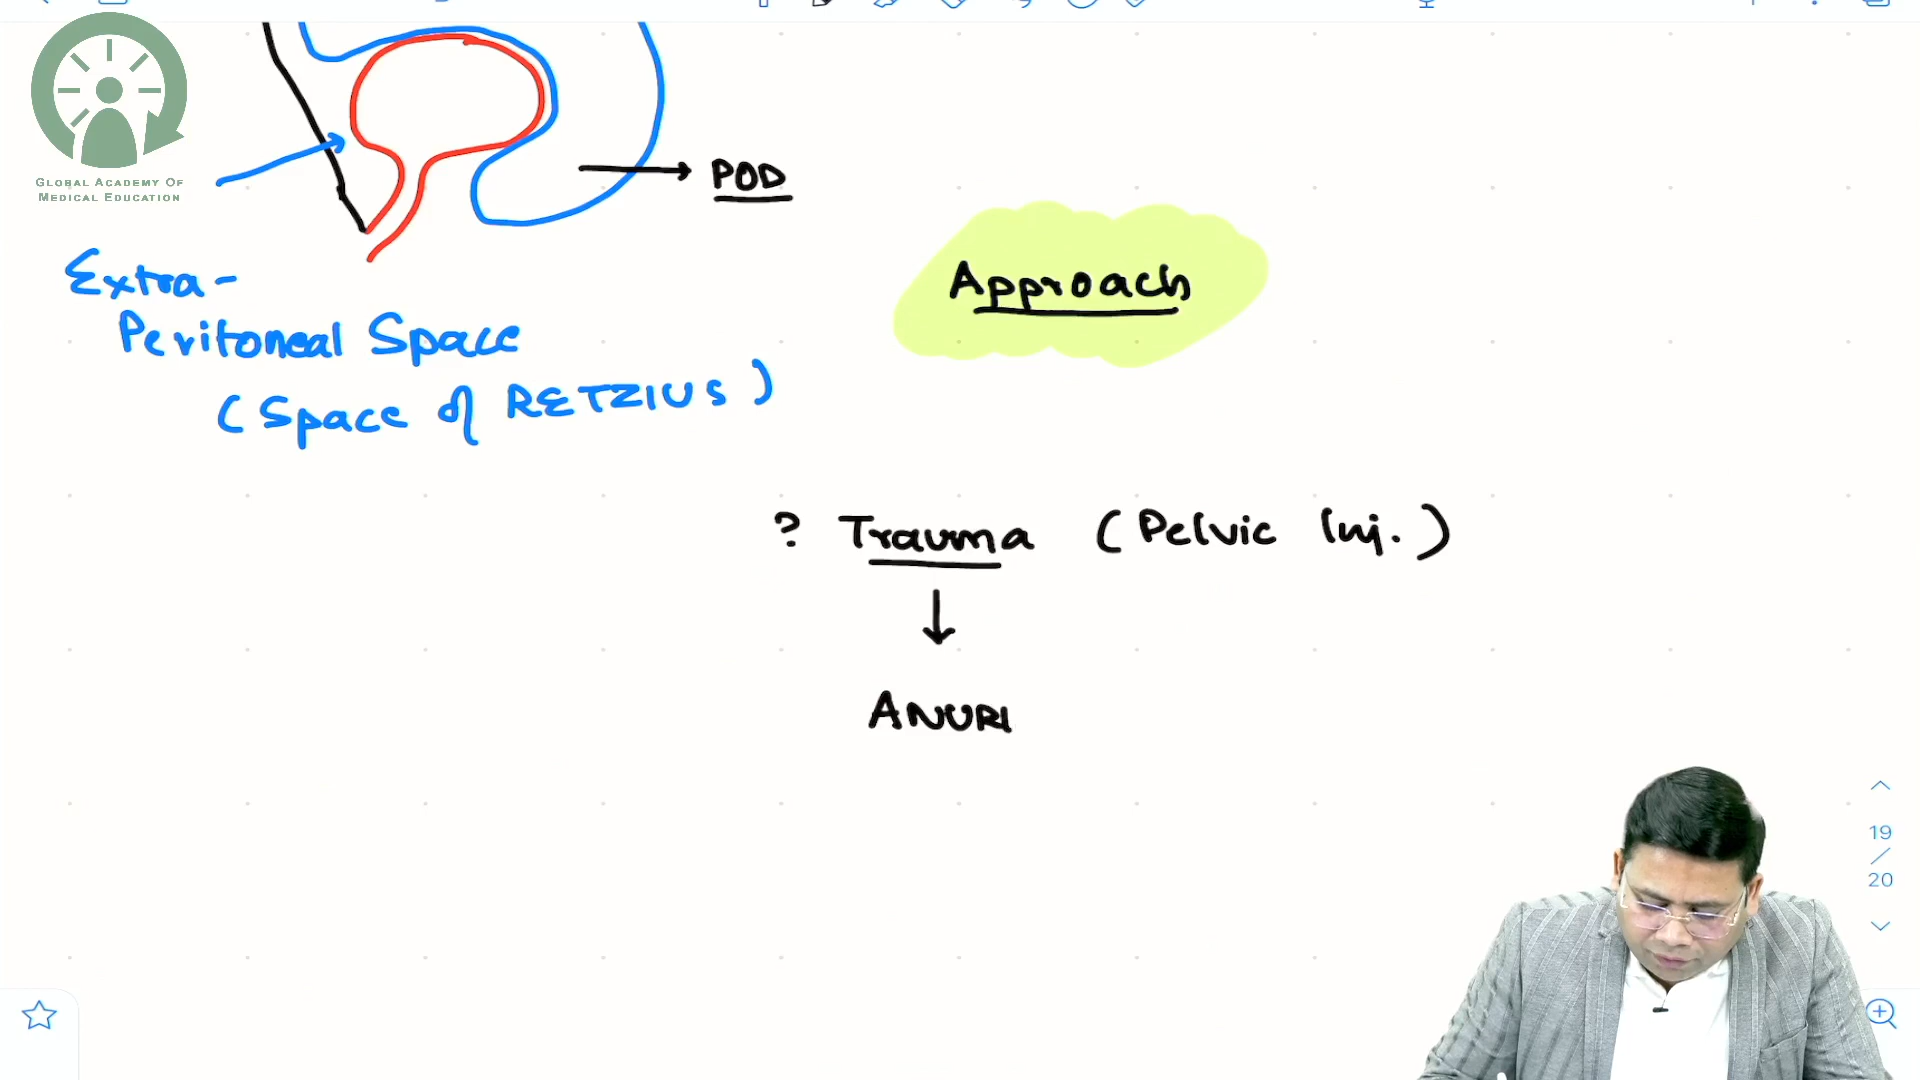 GLOBAL ACADEMY OF
MEDICAL EDUCATION
POD
Extra-
Peritoneal Space
(Space of RETZIUS)
Approach
? Trauma (Pelvic Inj.)
ANURI
19
/
20